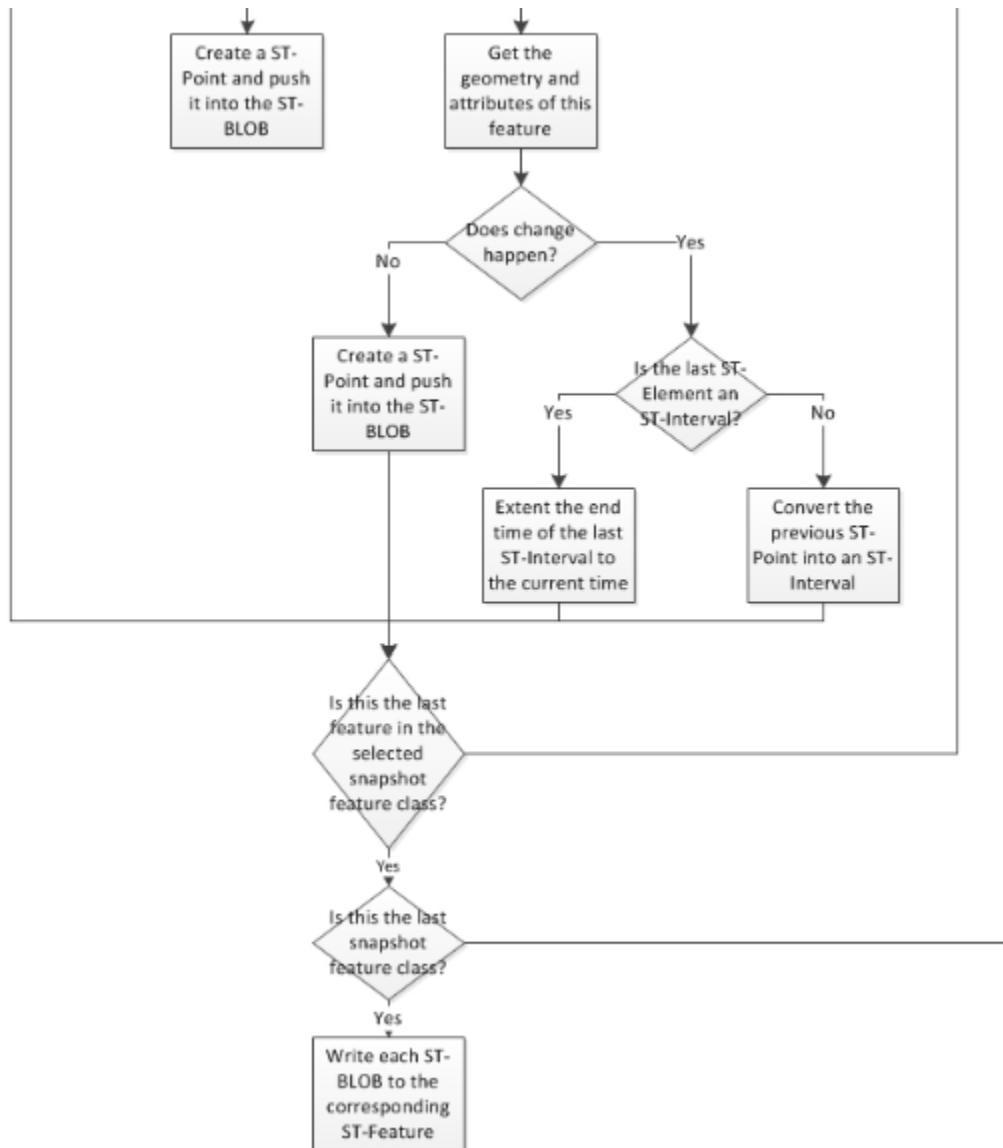 Create a ST-
Point and push
it into the ST-
BLOB
Get the
geometry and
attributes of this
feature
Does change
happen?
No
Yes
Create a ST-
Point and push
it into the ST-
BLOB
Is the last ST-
Element an
ST-Interval?
Yes
No
Extent the end
time of the last
ST-Interval to
the current time
Convert the
previous ST-
Point into an ST-
Interval
Is this the last
feature in the
selected
snapshot
feature class?
Yes
Is this the last
snapshot
feature class?
Yes
Write each ST-
BLOB to the
corresponding
ST-Feature